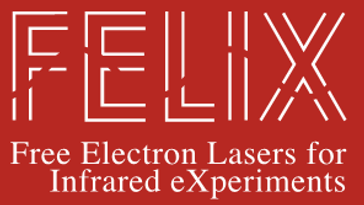 FELIX
Free Electron Lasers for
Infrared eXperiments